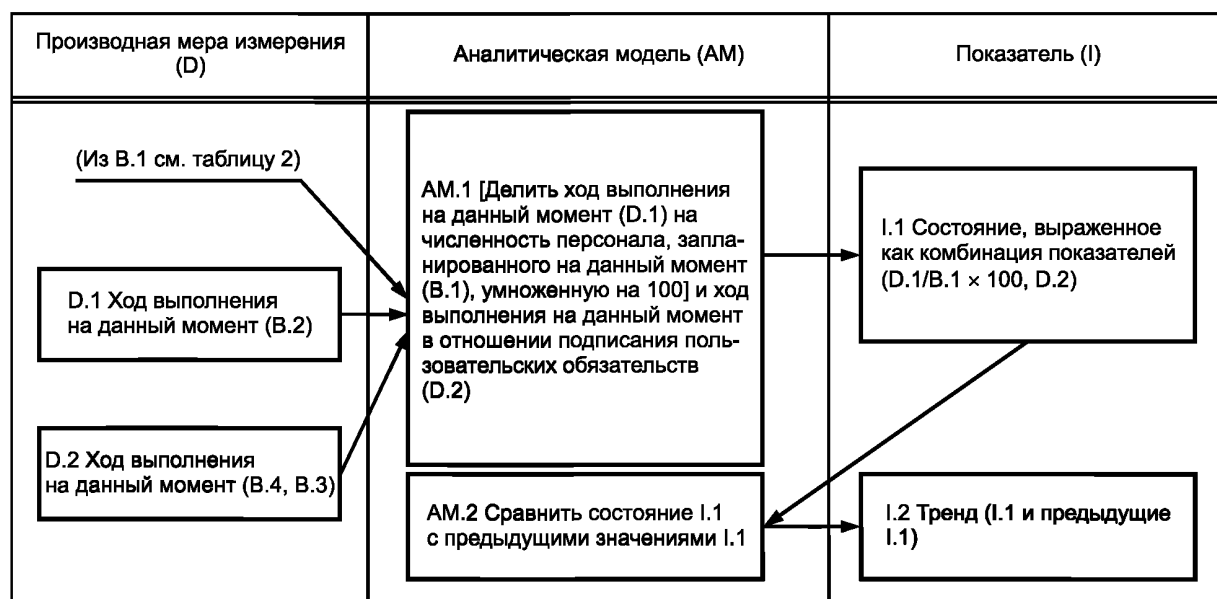 Производная мера измерения
(D)
Аналитическая модель (AM)
Показатель (I)
(Из B.1 см. таблицу 2)
D.1 Ход выполнения
на данный момент (B.2)
D.2 Ход выполнения
на данный момент (B.4, B.3)
AM.1 [Делить ход выполнения
на данный момент (D.1) на
численность персонала, запла-
нированного на данный момент
(B.1), умноженную на 100] и ход
выполнения на данный момент
в отношении подписания поль-
зовательских обязательств
(D.2)
AM.2 Сравнить состояние I.1
с предыдущими значениями I.1
I.1 Состояние, выраженное
как комбинация показателей
(D.1/B.1 × 100, D.2)
I.2 Тренд (I.1 и предыдущие
I.1)